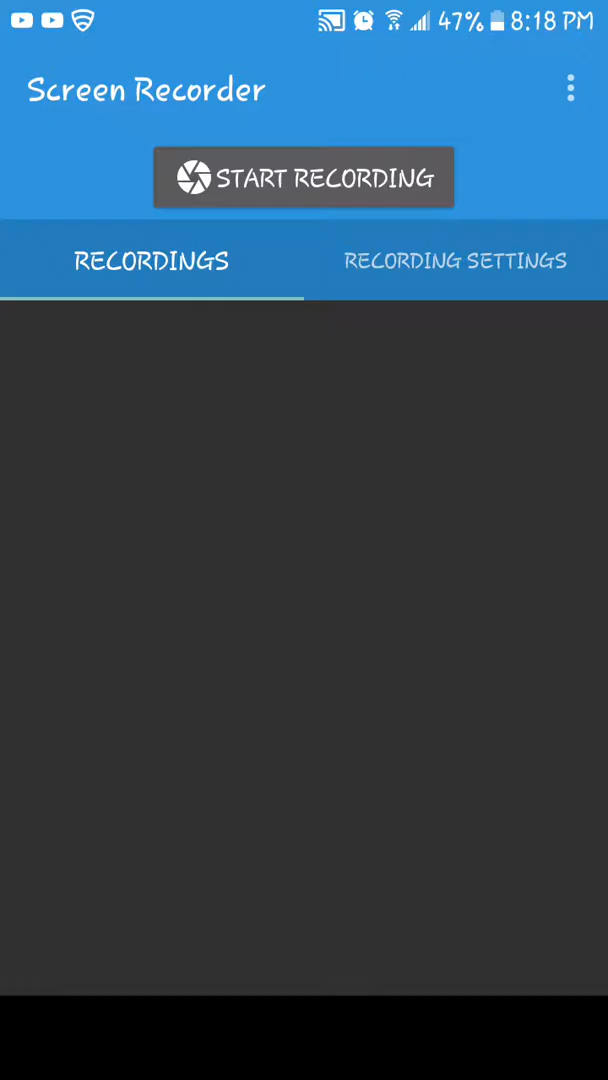 47% 8:18 PM
Screen Recorder
START RECORDING
RECORDINGS RECORDING SETTINGS